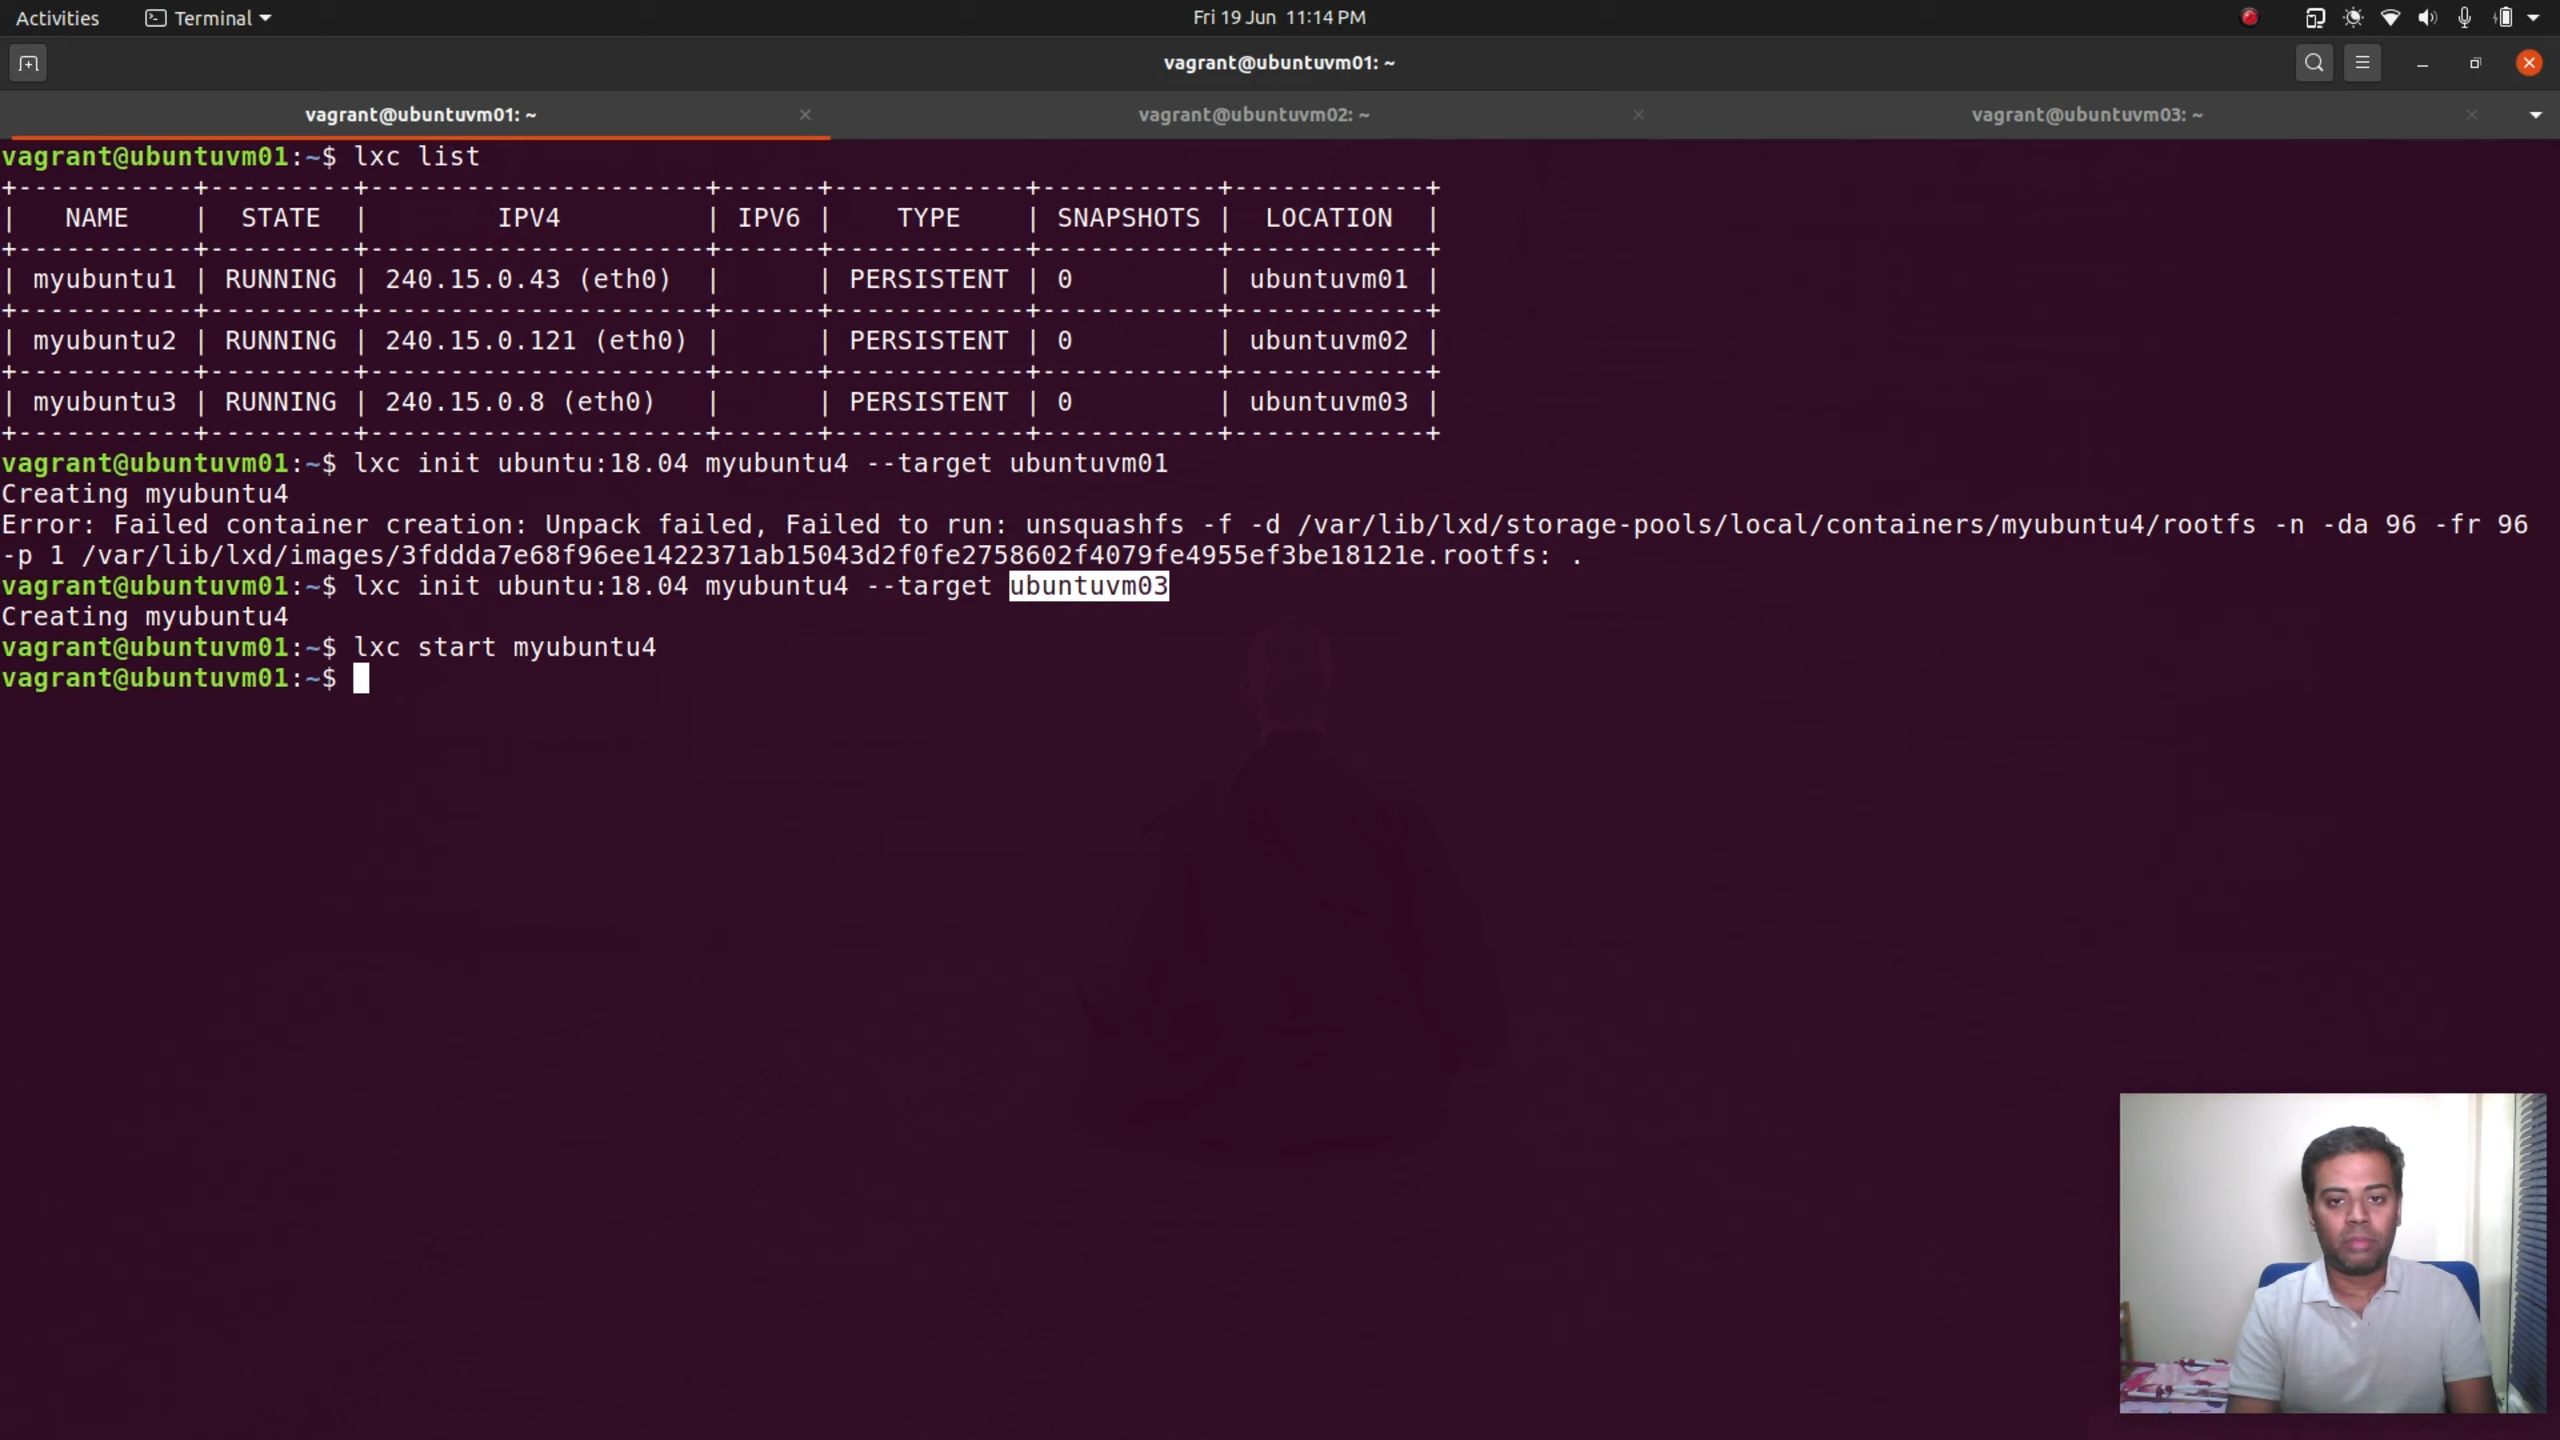 Activities Terminal Fri 19 Jun 11:14 PM
vagrant@ubuntuvm01: ~
vagrant@ubuntuvm01: ~ vagrant@ubuntuvm02: ~ vagrant@ubuntuvm03: ~
vagrant@ubuntuvm01:~$ lxc list
+-----------+---------+---------------------+------+------------+-----------+------------+
|   NAME    |  STATE  |        IPV4         | IPV6 |    TYPE    | SNAPSHOTS |  LOCATION  |
+-----------+---------+---------------------+------+------------+-----------+------------+
| myubuntu1 | RUNNING | 240.15.0.43 (eth0)  |      | PERSISTENT | 0         | ubuntuvm01 |
+-----------+---------+---------------------+------+------------+-----------+------------+
| myubuntu2 | RUNNING | 240.15.0.121 (eth0) |      | PERSISTENT | 0         | ubuntuvm02 |
+-----------+---------+---------------------+------+------------+-----------+------------+
| myubuntu3 | RUNNING | 240.15.0.8 (eth0)   |      | PERSISTENT | 0         | ubuntuvm03 |
+-----------+---------+---------------------+------+------------+-----------+------------+
vagrant@ubuntuvm01:~$ lxc init ubuntu:18.04 myubuntu4 --target ubuntuvm01
Creating myubuntu4
Error: Failed container creation: Unpack failed, Failed to run: unsquashfs -f -d /var/lib/lxd/storage-pools/local/containers/myubuntu4/rootfs -n -da 96 -fr 96
-p 1 /var/lib/lxd/images/3fddda7e68f96ee1422371ab15043d2f0fe2758602f4079fe4955ef3be18121e.rootfs: .
vagrant@ubuntuvm01:~$ lxc init ubuntu:18.04 myubuntu4 --target ubuntuvm03
Creating myubuntu4
vagrant@ubuntuvm01:~$ lxc start myubuntu4
vagrant@ubuntuvm01:~$